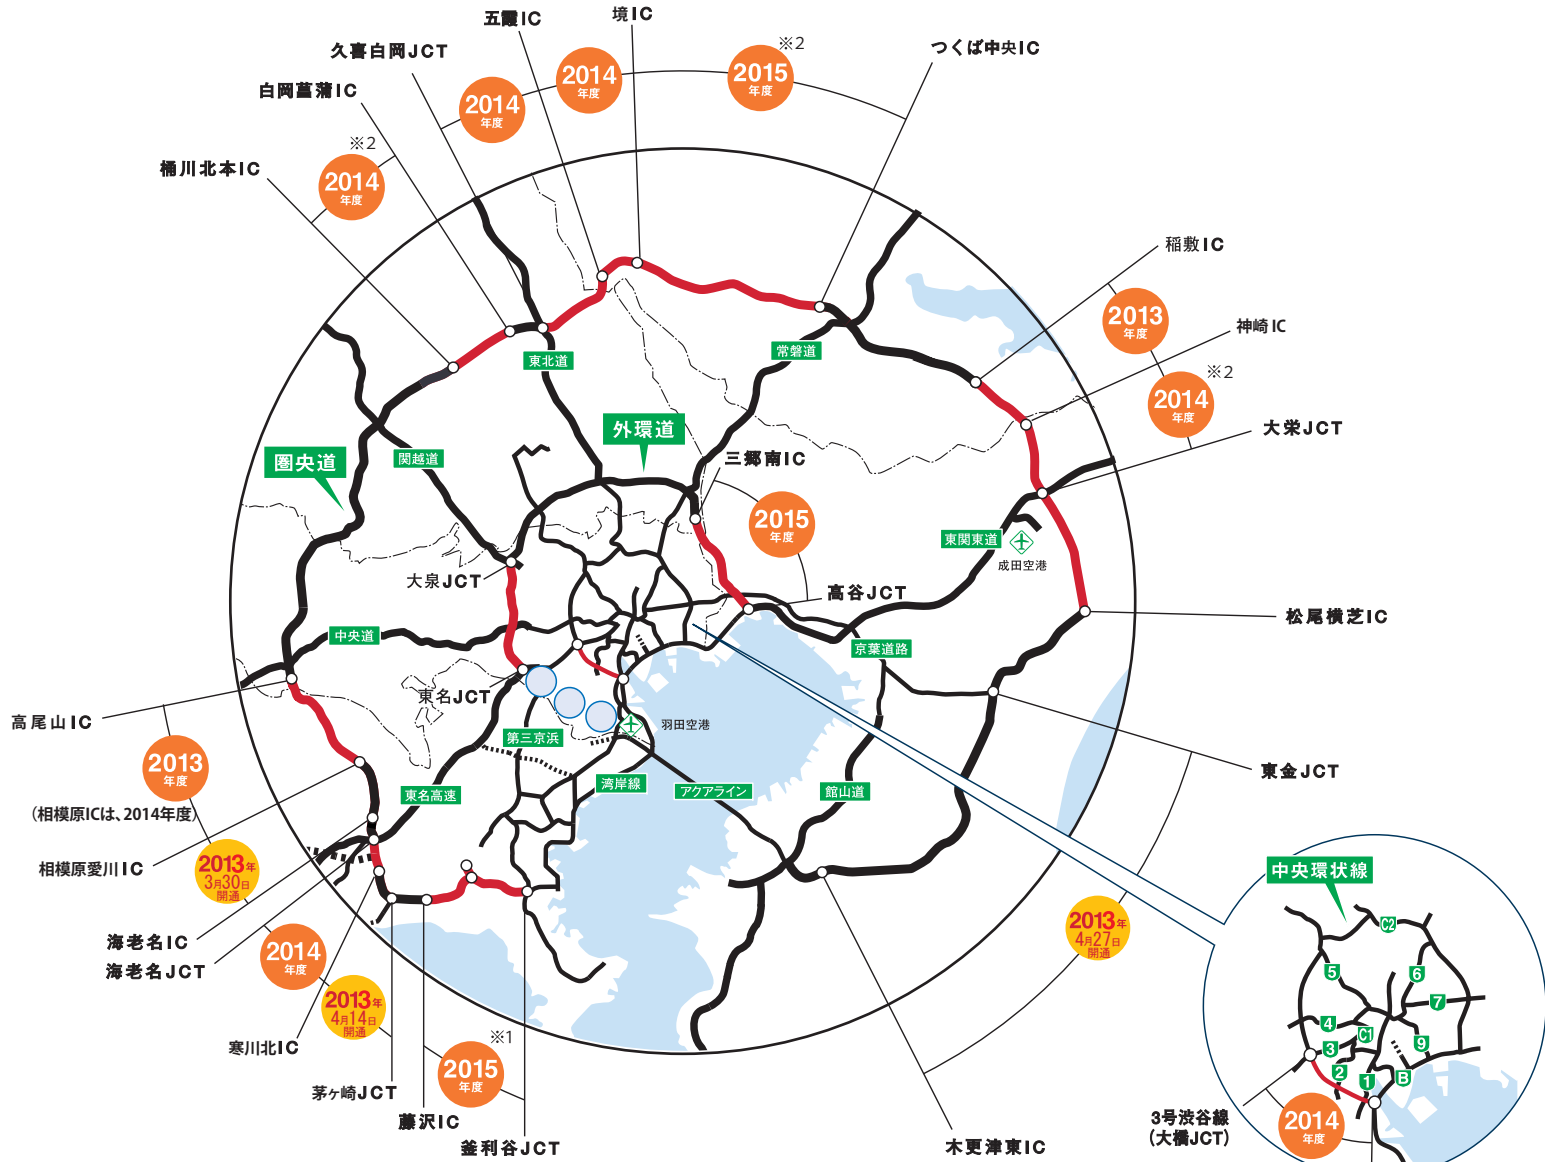 五霞IC
境IC
久喜白岡JCT
つくば中央IC
白岡菖蒲IC
桶川北本IC
※2
2014
年度
2014
年度
2014
年度
※2
2015
年度
稲敷IC
2013
年度
神崎IC
※2
2014
年度
大栄JCT
東北道
常磐道
外環道
圏央道
関越道
三郷南IC
2015
年度
東関東道
成田空港
大泉JCT
高谷JCT
松尾横芝IC
中央道
京葉道路
東名JCT
高尾山IC
羽田空港
第三京浜
2013
年度
(相模原ICは、2014年度)
東名高速
湾岸線
アクアライン
館山道
東金JCT
相模原愛川IC
2013年
3月30日
開通
海老名IC
海老名JCT
2014
年度
2013年
4月14日
開通
2013年
4月27日
開通
寒川北IC
茅ヶ崎JCT
藤沢IC
※1
2015
年度
釜利谷JCT
木更津東IC
中央環状線
C2
5
6
7
4
C1
3
9
2
1
B
3号渋谷線
(大橋JCT)
2014
年度